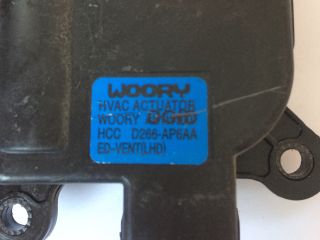 WOORY
HVAC ACTUATOR
WOORY
HCC D266-AP6AA
ED-VENT(LHD)